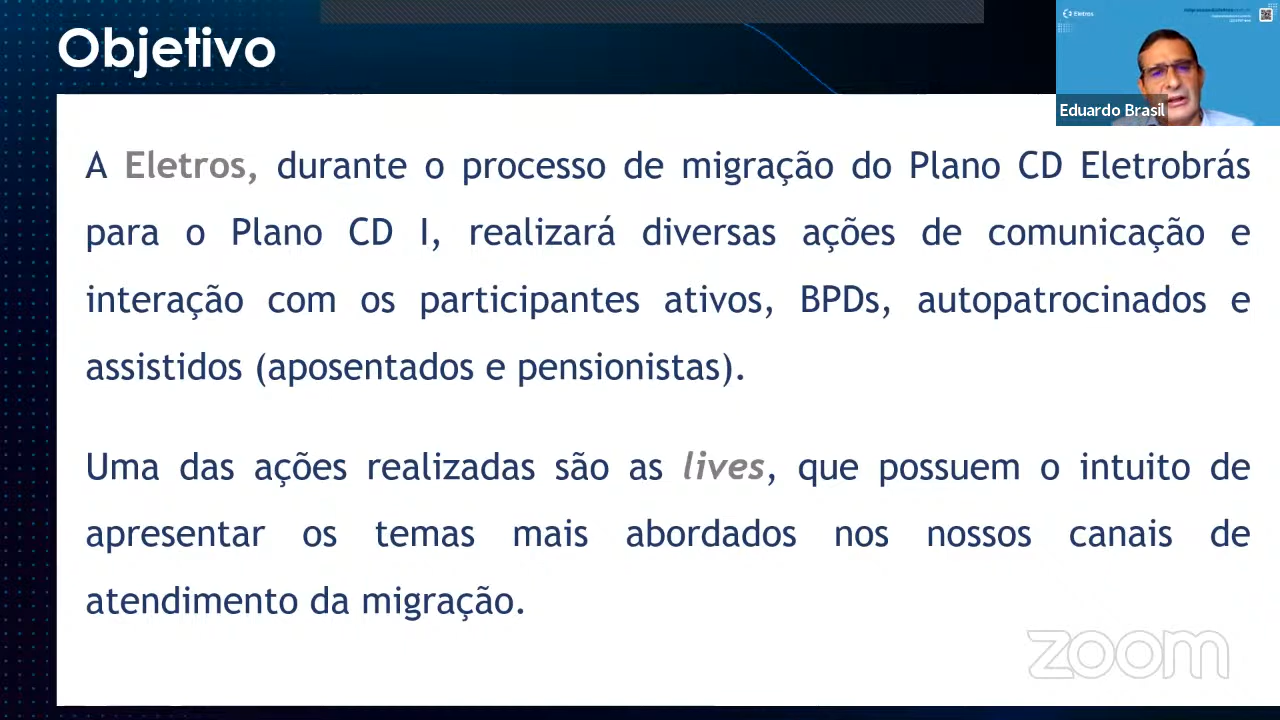 Objetivo
Eletros
Eduardo Brasil
A Eletros, durante o processo de migração do Plano CD Eletrobrás
para o Plano CD I, realizará diversas ações de comunicação e
interação com os participantes ativos, BPDs, autopatrocinados e
assistidos (aposentados e pensionistas).
Uma das ações realizadas são as lives, que possuem o intuito de
apresentar os temas mais abordados nos nossos canais de
atendimento da migração.
zoom